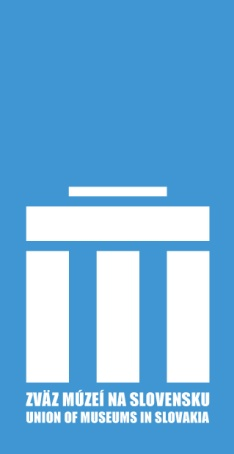 ZVÄZ MÚZEÍ NA SLOVENSKU
UNION OF MUSEUMS IN SLOVAKIA